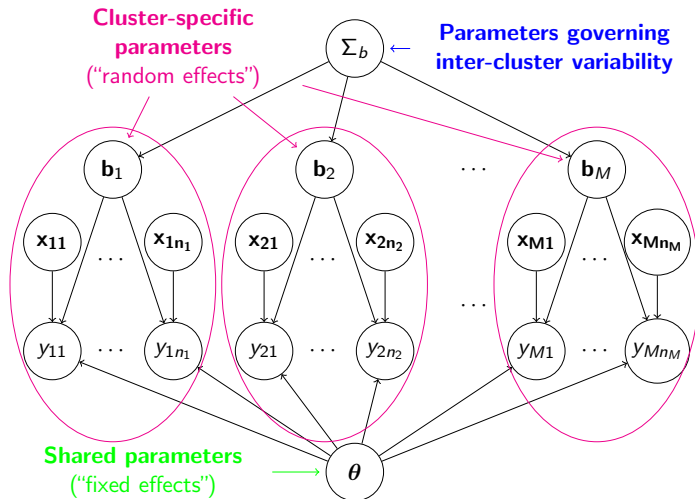 Cluster-specific
parameters
(“random effects”)
Σ_b
Parameters governing
inter-cluster variability
b_1
b_2
⋯
b_M
x_11
⋯
x_1n_1
x_21
⋯
x_2n_2
x_M1
⋯
x_Mn_M
⋯
y_11
⋯
y_1n_1
y_21
⋯
y_2n_2
y_M1
⋯
y_Mn_M
Shared parameters
(“fixed effects”)
θ